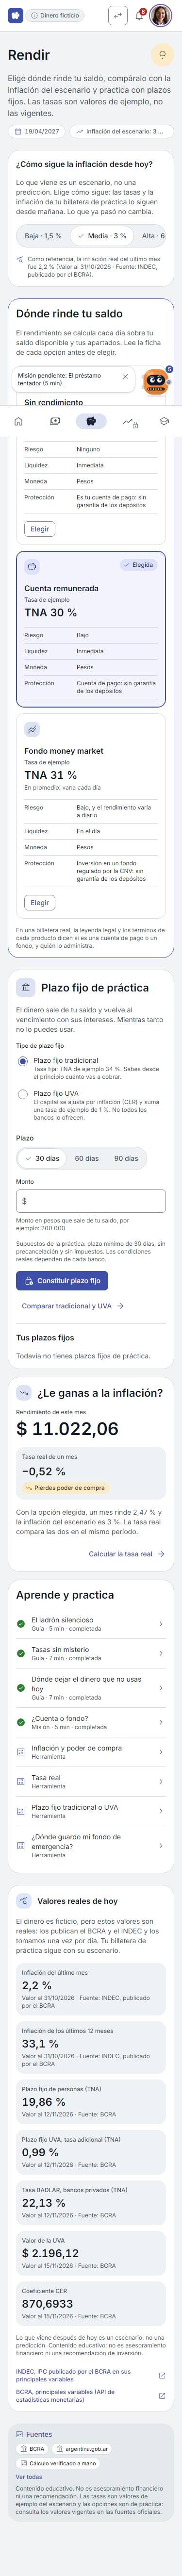 Dinero ficticio
8
Rendir
Elige dónde rinde tu saldo, compáralo con la
inflación del escenario y practica con plazos
fijos. Las tasas son valores de ejemplo, no
las vigentes.
19/04/2027
Inflación del escenario: 3 ...
¿Cómo sigue la inflación desde hoy?
Lo que viene es un escenario, no una
predicción. Elige cómo sigue: las tasas y la
inflación de tu billetera de práctica lo siguen
desde mañana. Lo que ya pasó no cambia.
Baja · 1,5 %
Media · 3 %
Alta · 6
Como referencia, la inflación real del último mes
fue 2,2 % (Valor al 31/10/2026 · Fuente: INDEC,
publicado por el BCRA).
Dónde rinde tu saldo
El rendimiento se calcula cada día sobre tu
saldo disponible y tus apartados. Lee la ficha
de cada opción antes de elegir.
Misión pendiente: El préstamo
tentador (5 min).
5
Sin rendimiento
Riesgo
Ninguno
Liquidez
Inmediata
Moneda
Pesos
Protección
Es tu cuenta de pago: sin
garantía de los depósitos
Elegir
Elegida
Cuenta remunerada
Tasa de ejemplo
TNA 30 %
Riesgo
Bajo
Liquidez
Inmediata
Moneda
Pesos
Protección
Cuenta de pago: sin garantía
de los depósitos
Fondo money market
Tasa de ejemplo
TNA 31 %
En promedio: varía cada día
Riesgo
Bajo, y el rendimiento varía
a diario
Liquidez
En el día
Moneda
Pesos
Protección
Inversión en un fondo
regulado por la CNV: sin
garantía de los depósitos
Elegir
En una billetera real, la leyenda legal y los términos de
cada producto dicen si es una cuenta de pago o un
fondo, y quién lo administra.
Plazo fijo de práctica
El dinero sale de tu saldo y vuelve al
vencimiento con sus intereses. Mientras tanto
no lo puedes usar.
Tipo de plazo fijo
Plazo fijo tradicional
Tasa fija: TNA de ejemplo 34 %. Sabes desde
el principio cuánto vas a cobrar.
Plazo fijo UVA
El capital se ajusta por inflación (CER) y suma
una tasa de ejemplo de 1 %. No todos los
bancos lo ofrecen.
Plazo
30 días
60 días
90 días
Monto
$
Monto en pesos que sale de tu saldo, por
ejemplo: 200.000
Supuestos de la práctica: plazo mínimo de 30 días, sin
precancelación y sin impuestos. Las condiciones
reales dependen de cada banco.
Constituir plazo fijo
Comparar tradicional y UVA
Tus plazos fijos
Todavía no tienes plazos fijos de práctica.
¿Le ganas a la inflación?
Rendimiento de este mes
$ 11.022,06
Tasa real de un mes
−0,52 %
Pierdes poder de compra
Con la opción elegida, un mes rinde 2,47 % y
la inflación del escenario es 3 %. La tasa real
compara las dos en el mismo período.
Calcular la tasa real
Aprende y practica
El ladrón silencioso
Guía · 5 min · completada
Tasas sin misterio
Guía · 7 min · completada
Dónde dejar el dinero que no usas
hoy
Guía · 7 min · completada
¿Cuenta o fondo?
Misión · 5 min · completada
Inflación y poder de compra
Herramienta
Tasa real
Herramienta
Plazo fijo tradicional o UVA
Herramienta
¿Dónde guardo mi fondo de
emergencia?
Herramienta
Valores reales de hoy
El dinero es ficticio, pero estos valores son
reales: los publican el BCRA y el INDEC y los
tomamos una vez por día. Tu billetera de
práctica sigue con su escenario.
Inflación del último mes
2,2 %
Valor al 31/10/2026 · Fuente: INDEC, publicado
por el BCRA
Inflación de los últimos 12 meses
33,1 %
Valor al 31/10/2026 · Fuente: INDEC, publicado
por el BCRA
Plazo fijo de personas (TNA)
19,86 %
Valor al 12/11/2026 · Fuente: BCRA
Plazo fijo UVA, tasa adicional (TNA)
0,99 %
Valor al 12/11/2026 · Fuente: BCRA
Tasa BADLAR, bancos privados (TNA)
22,13 %
Valor al 12/11/2026 · Fuente: BCRA
Valor de la UVA
$ 2.196,12
Valor al 15/11/2026 · Fuente: BCRA
Coeficiente CER
870,6933
Valor al 15/11/2026 · Fuente: BCRA
Lo que viene después de hoy es un escenario, no una
predicción. Contenido educativo: no es asesoramiento
financiero ni una recomendación de inversión.
INDEC, IPC publicado por el BCRA en sus
principales variables
BCRA, principales variables (API de
estadísticas monetarias)
Fuentes
BCRA
argentina.gob.ar
Cálculo verificado a mano
Ver todas
Contenido educativo. No es asesoramiento financiero
ni una recomendación. Las tasas son valores de
ejemplo del escenario y las opciones son de práctica:
consulta los valores vigentes en las fuentes oficiales.